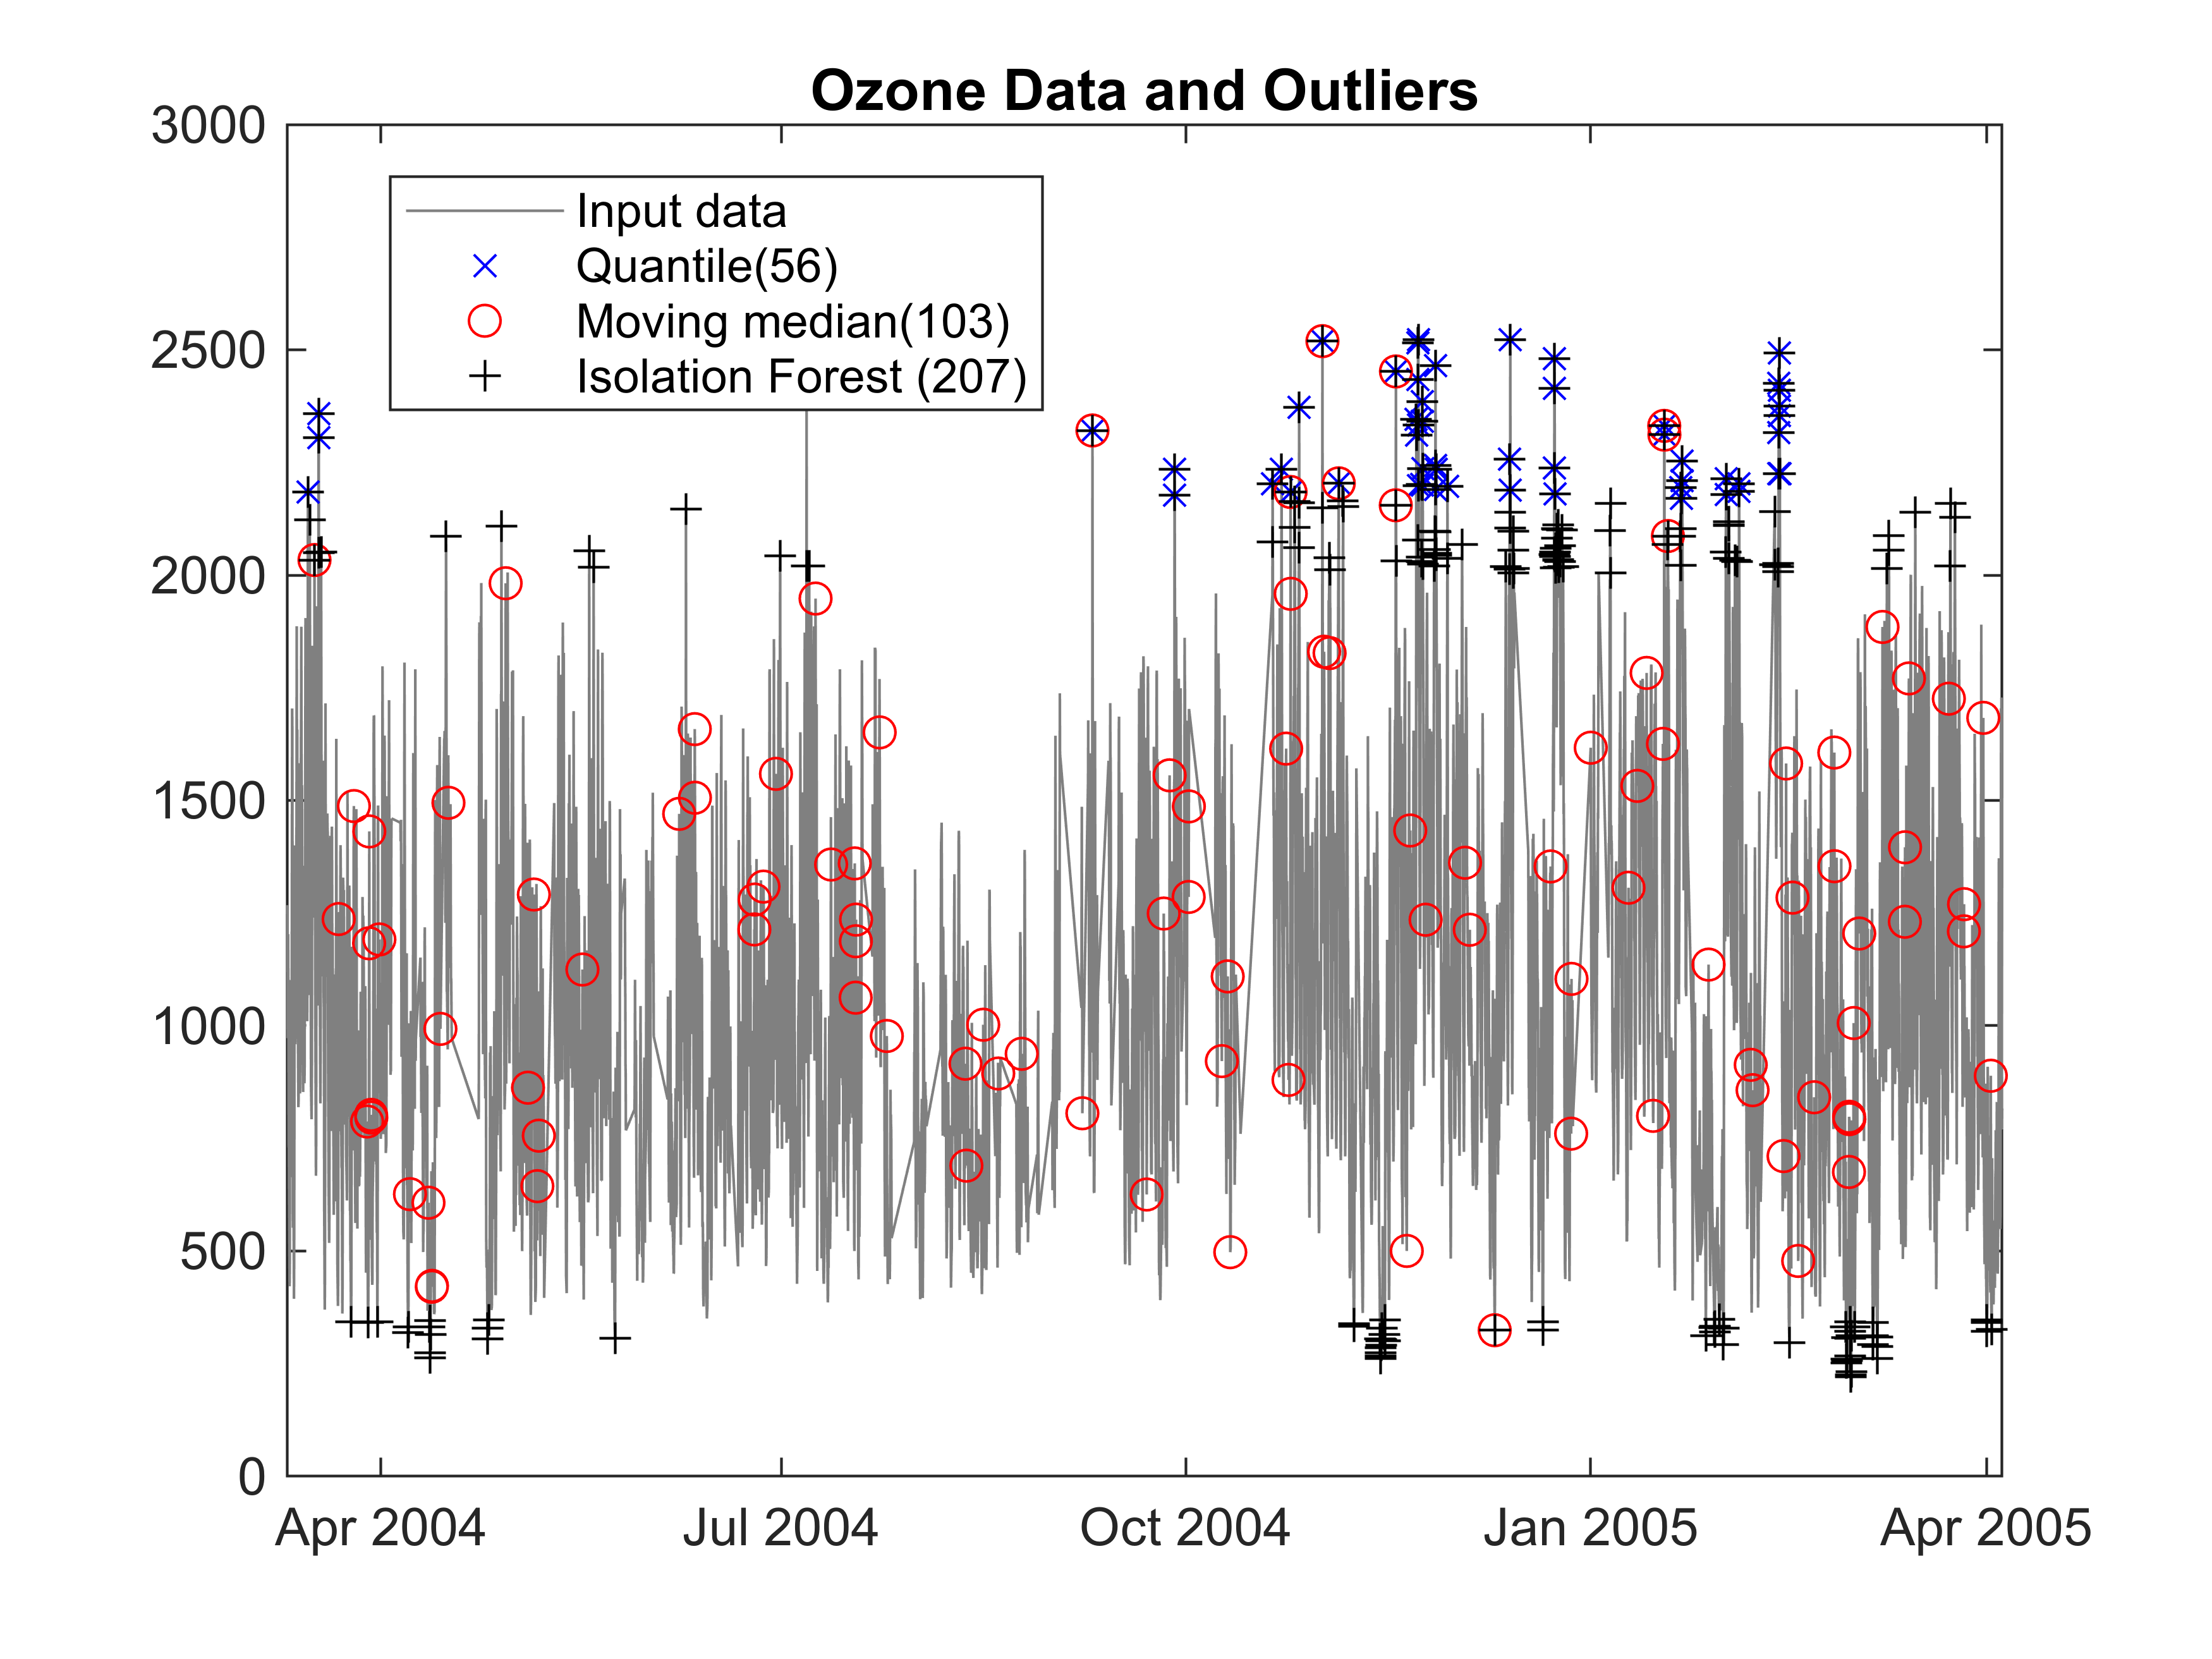 Ozone Data and Outliers
3000
2500
2000
1500
1000
500
0
Input data
Quantile(56)
Moving median(103)
Isolation Forest (207)
Apr 2004 Jul 2004 Oct 2004 Jan 2005 Apr 2005